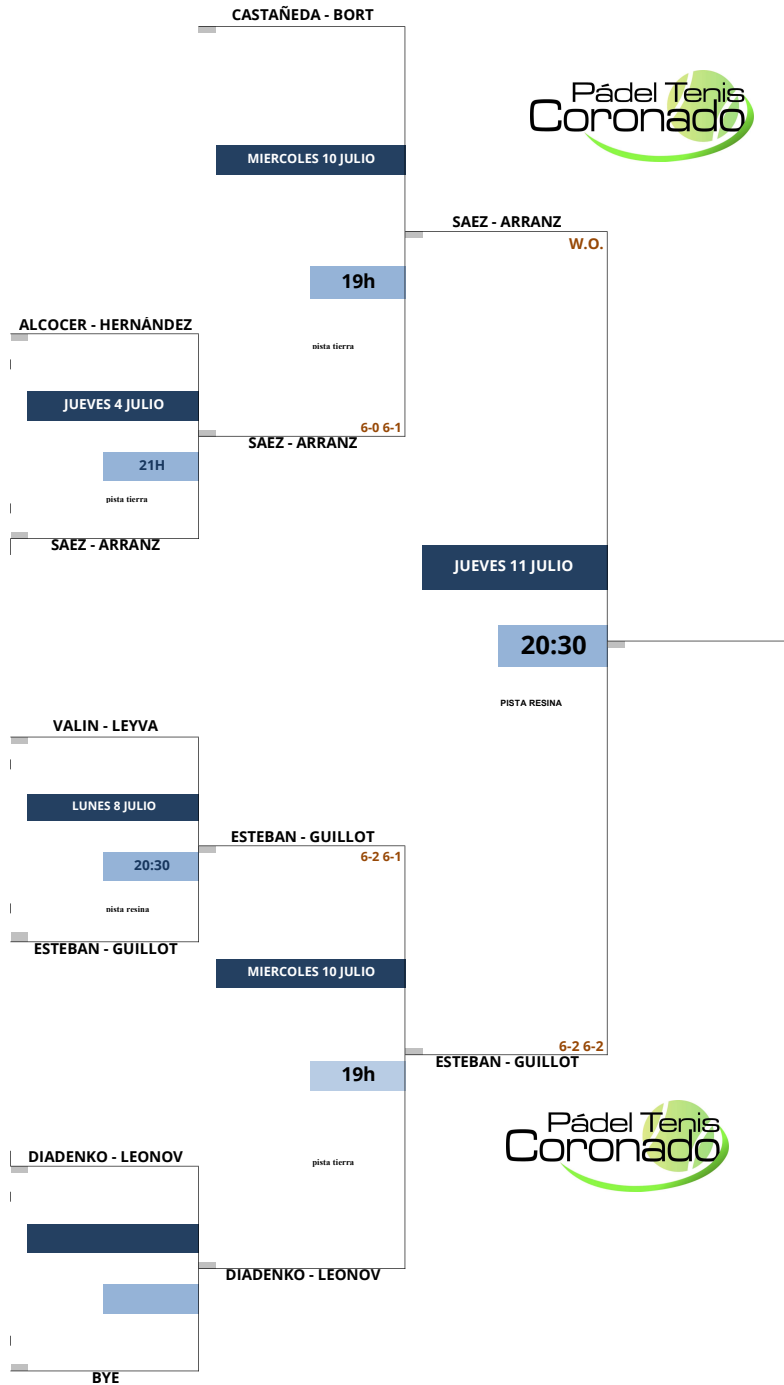 CASTAÑEDA - BORT
Pádel Tenis
Coronado
MIERCOLES 10 JULIO
SAEZ - ARRANZ
W.O.
19h
ALCOCER - HERNÁNDEZ
pista tierra
JUEVES 4 JULIO
6-0 6-1
SAEZ - ARRANZ
21H
pista tierra
SAEZ - ARRANZ
JUEVES 11 JULIO
20:30
PISTA RESINA
VALIN - LEYVA
LUNES 8 JULIO
ESTEBAN - GUILLOT
6-2 6-1
20:30
pista resina
ESTEBAN - GUILLOT
MIERCOLES 10 JULIO
6-2 6-2
ESTEBAN - GUILLOT
19h
Pádel Tenis
Coronado
DIADENKO - LEONOV
pista tierra
DIADENKO - LEONOV
BYE